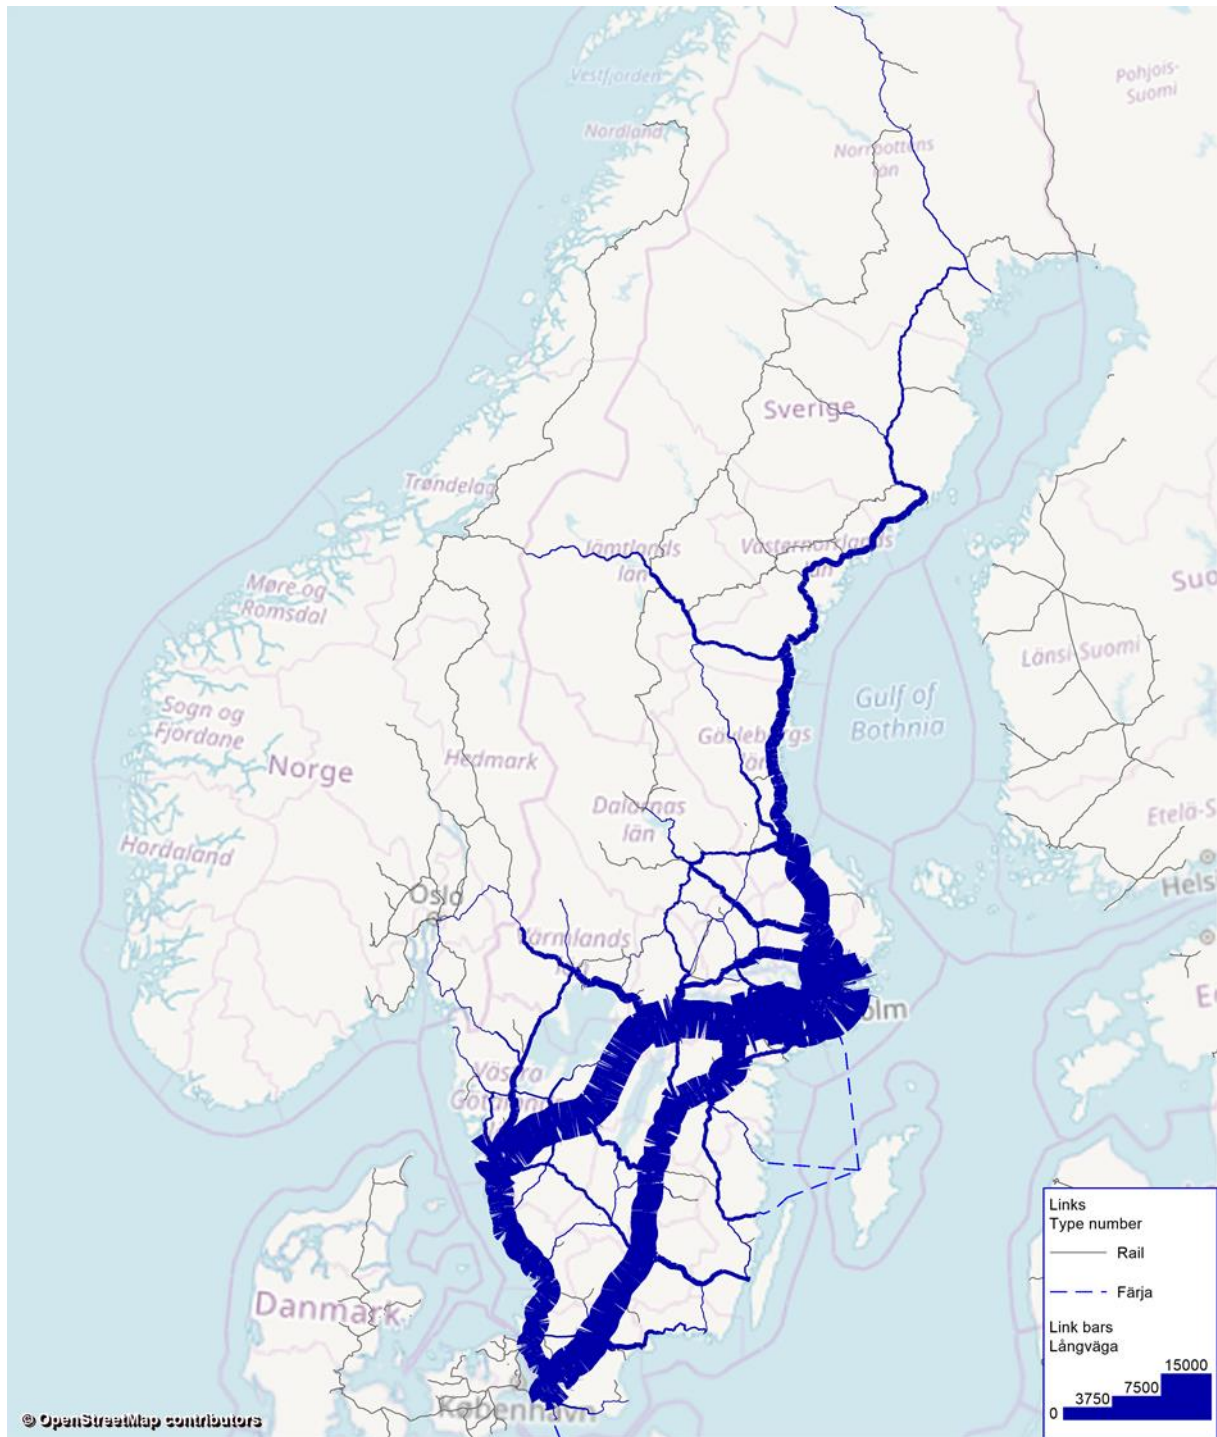 Vestfjorden
Pohjois-
Suomi
Nordland
Norrbottens
län
Sverige
Trøndelag
Jämtlands
län
Västernorrlands
län
Møre og
Romsdal
Suo
Länsi-Suomi
Sogn og
Fjordane
Gulf of
Bothnia
Gävleborgs
län
Hedmark
Norge
Dalarnas
län
Etelä-S
Hordaland
Oslo
Hels
Värmlands
län
E
olm
Västra
Götaland
Danmark
København
Links
Type number
Rail
Färja
Link bars
Långväga
15000
7500
3750
0
© OpenStreetMap contributors